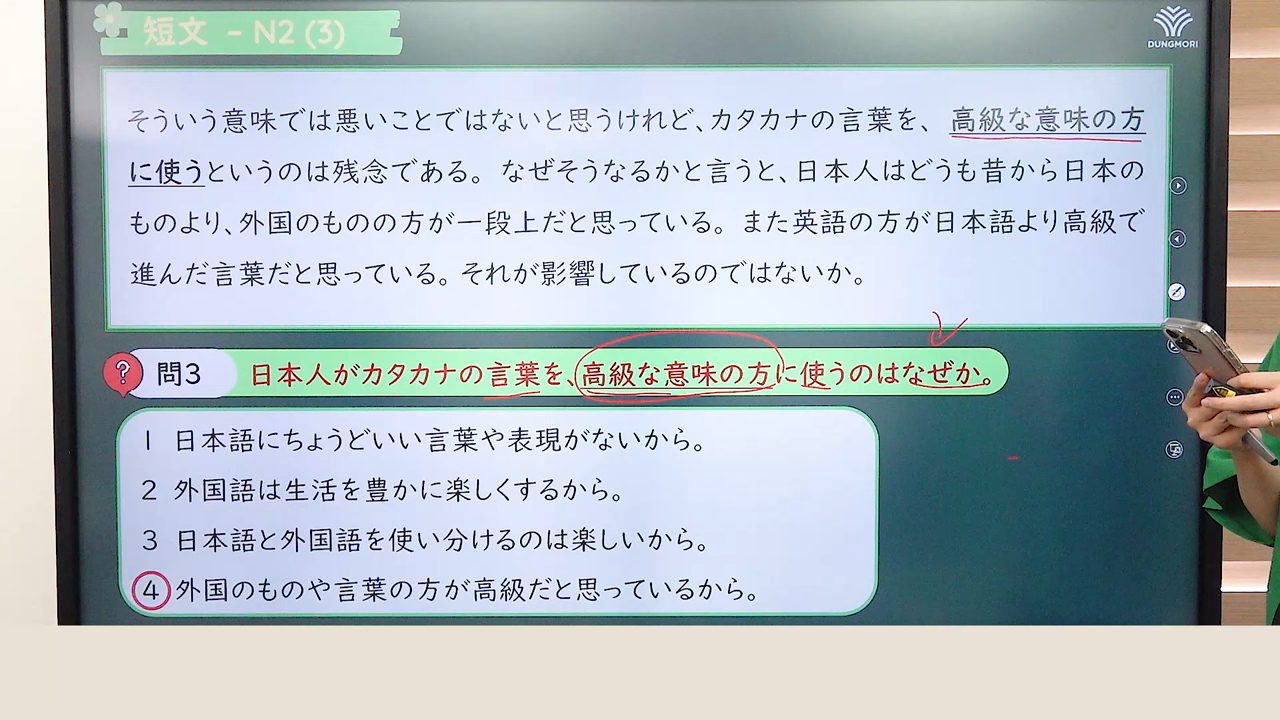 短文 - N2 (3)
DUNGMORI
そういう意味では悪いことではないと思うけれど、カタカナの言葉を、高級な意味の方
に使うというのは残念である。なぜそうなるかと言うと、日本人はどうも昔から日本の
ものより、外国のものの方が一段上だと思っている。また英語の方が日本語より高級で
進んだ言葉だと思っている。それが影響しているのではないか。
? 問3 日本人がカタカナの言葉を、高級な意味の方に使うのはなぜか。
1 日本語にちょうどいい言葉や表現がないから。
2 外国語は生活を豊かに楽しくするから。
3 日本語と外国語を使い分けるのは楽しいから。
4 外国のものや言葉の方が高級だと思っているから。